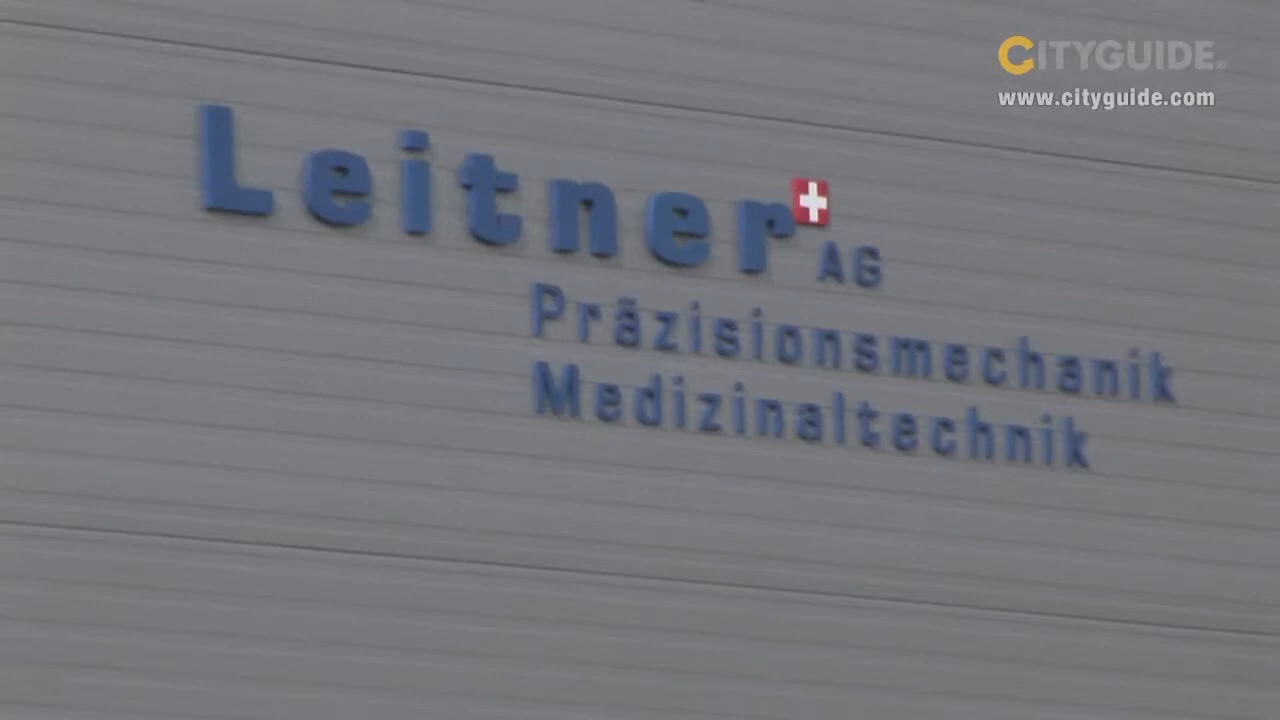 CITYGUIDE
www.cityguide.com
Leitner
AG
Präzisionsmechanik
Medizinaltechnik